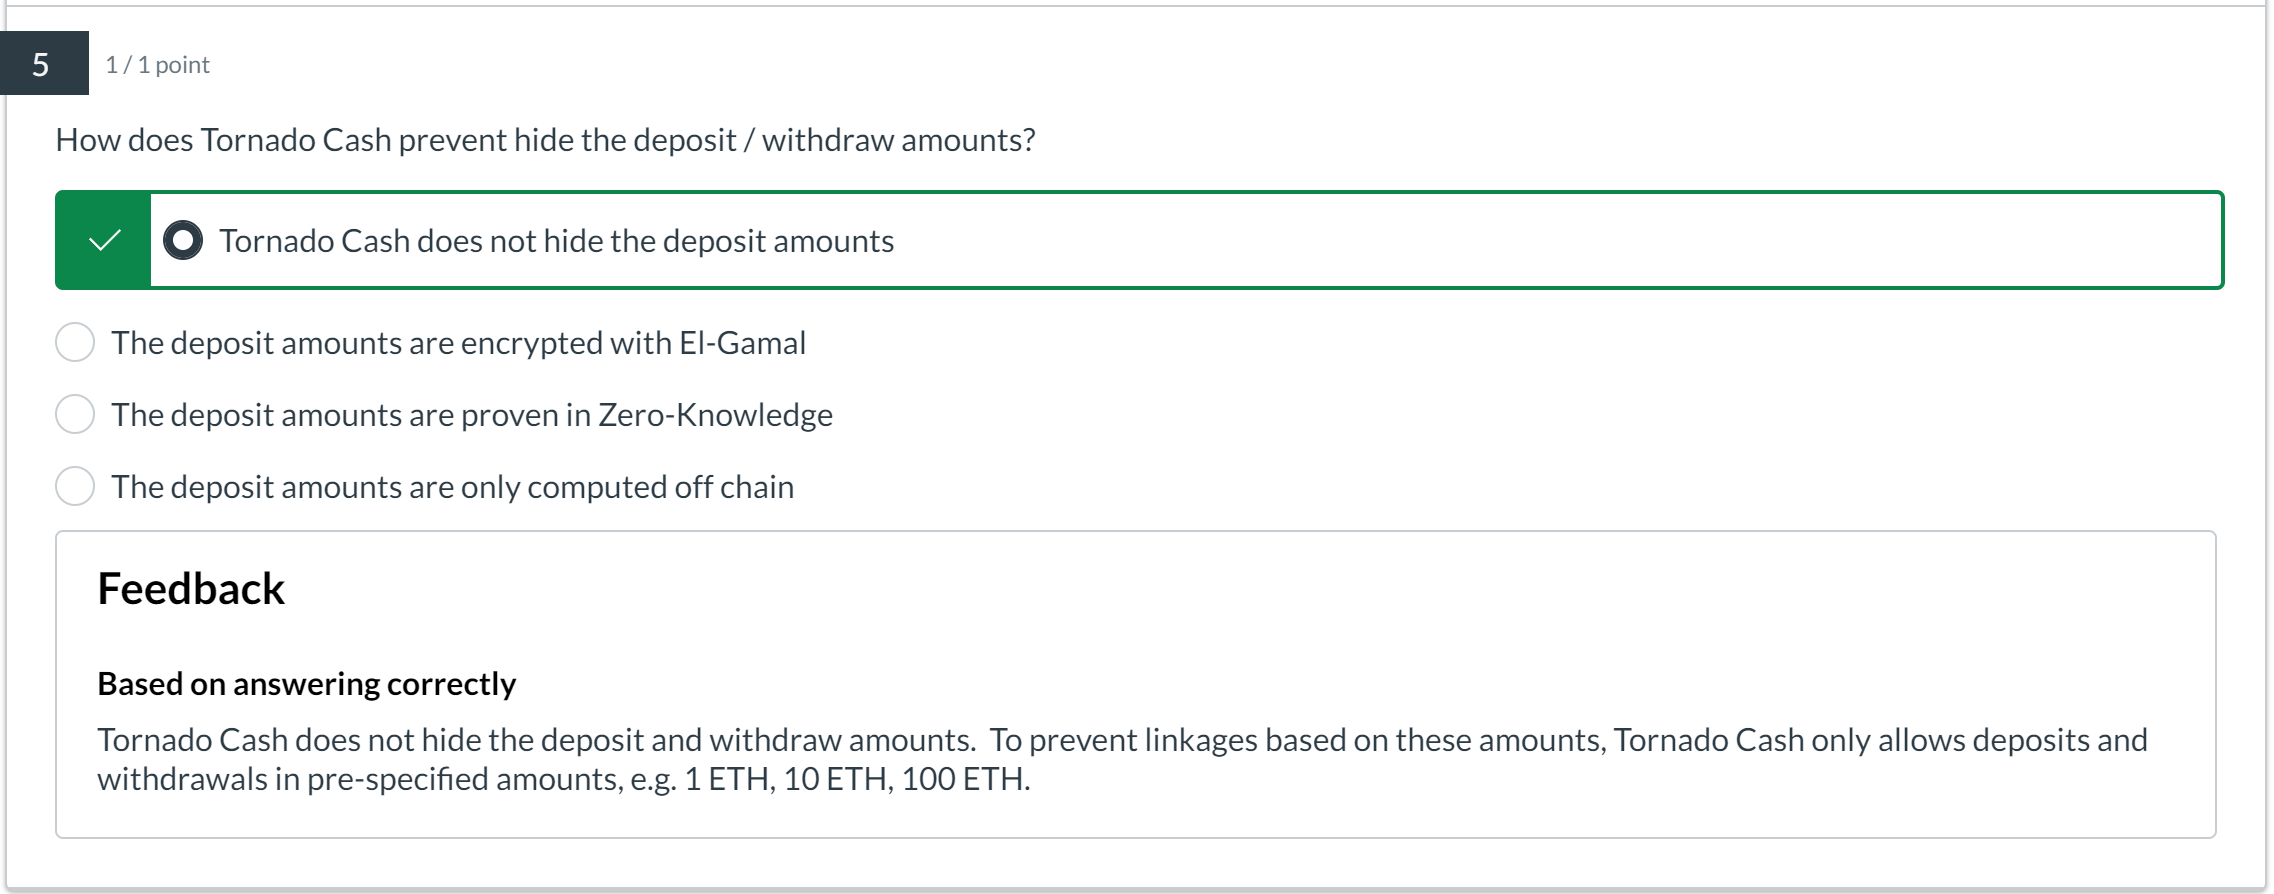 5
1 / 1 point
How does Tornado Cash prevent hide the deposit / withdraw amounts?
Tornado Cash does not hide the deposit amounts
The deposit amounts are encrypted with El-Gamal
The deposit amounts are proven in Zero-Knowledge
The deposit amounts are only computed off chain
Feedback
Based on answering correctly
Tornado Cash does not hide the deposit and withdraw amounts.  To prevent linkages based on these amounts, Tornado Cash only allows deposits and
withdrawals in pre-specified amounts, e.g. 1 ETH, 10 ETH, 100 ETH.